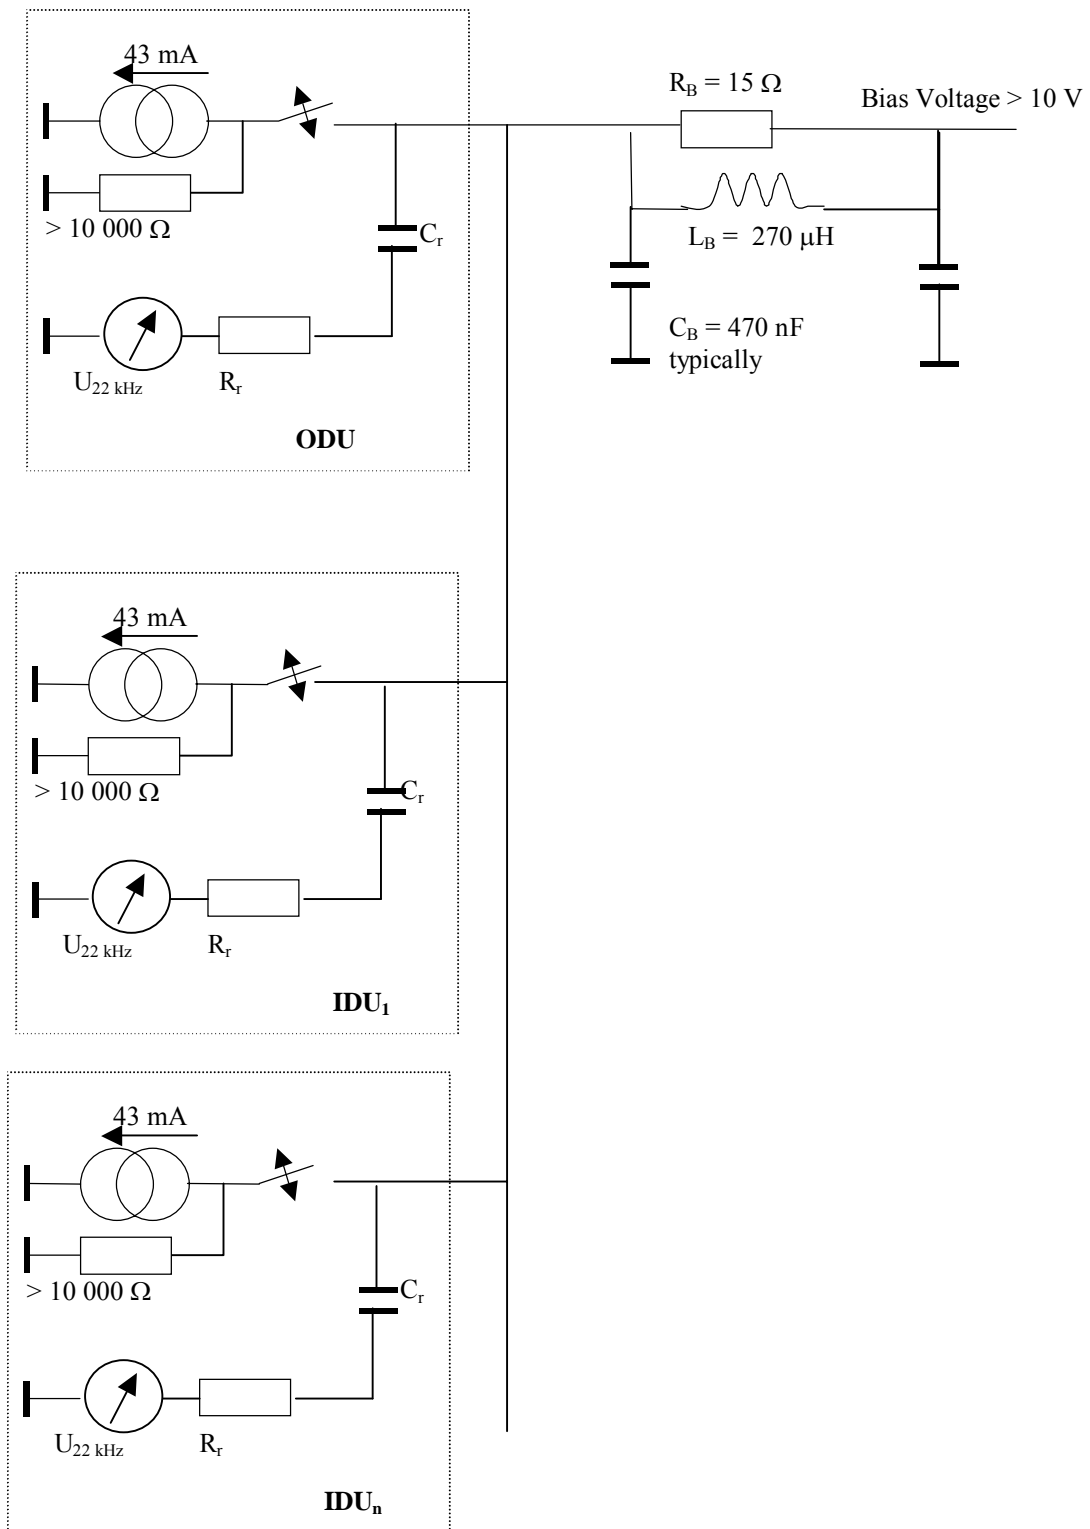 43 mA
R_B = 15 Ω
Bias Voltage > 10 V
> 10 000 Ω
C_r
L_B = 270 μH
C_B = 470 nF
typically
U_22 kHz
R_r
ODU
43 mA
> 10 000 Ω
C_r
U_22 kHz
R_r
IDU_1
43 mA
> 10 000 Ω
C_r
U_22 kHz
R_r
IDU_n